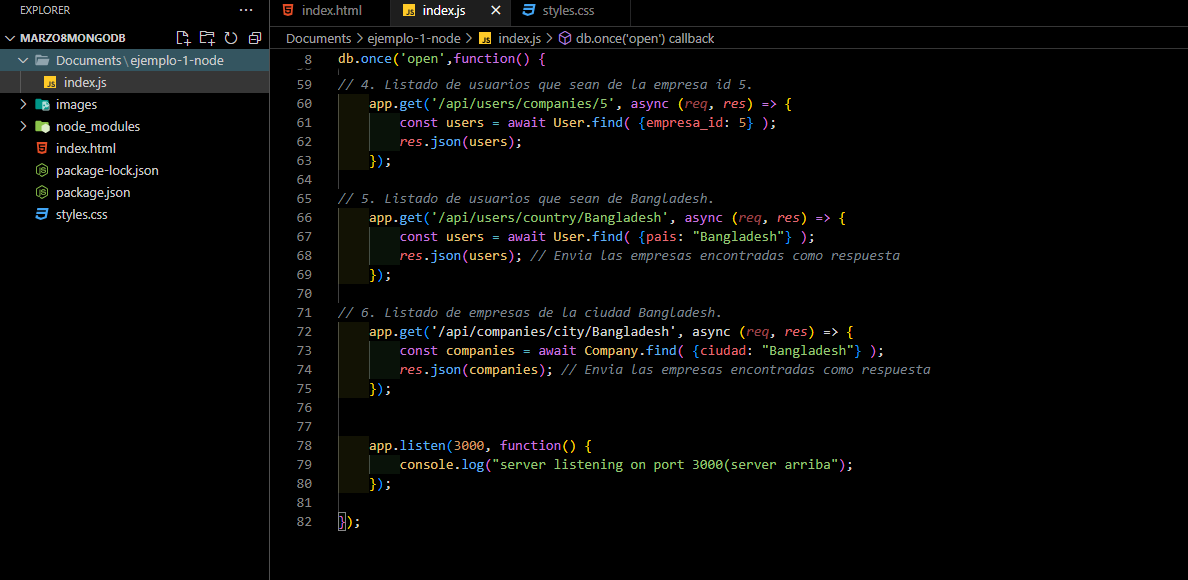 EXPLORER
...
index.html
index.js
styles.css
MARZO8MONGODB
Documents > ejemplo-1-node > index.js > db.once('open') callback
Documents \ ejemplo-1-node
index.js
images
node_modules
index.html
package-lock.json
package.json
styles.css
8 db.once('open',function() {
59 // 4. Listado de usuarios que sean de la empresa id 5.
60 app.get('/api/users/companies/5', async (req, res) => {
61 const users = await User.find( {empresa_id: 5} );
62 res.json(users);
63 });
64
65 // 5. Listado de usuarios que sean de Bangladesh.
66 app.get('/api/users/country/Bangladesh', async (req, res) => {
67 const users = await User.find( {pais: "Bangladesh"} );
68 res.json(users); // Envia las empresas encontradas como respuesta
69 });
70
71 // 6. Listado de empresas de la ciudad Bangladesh.
72 app.get('/api/companies/city/Bangladesh', async (req, res) => {
73 const companies = await Company.find( {ciudad: "Bangladesh"} );
74 res.json(companies); // Envia las empresas encontradas como respuesta
75 });
76
77
78 app.listen(3000, function() {
79 console.log("server listening on port 3000(server arriba");
80 });
81
82 });